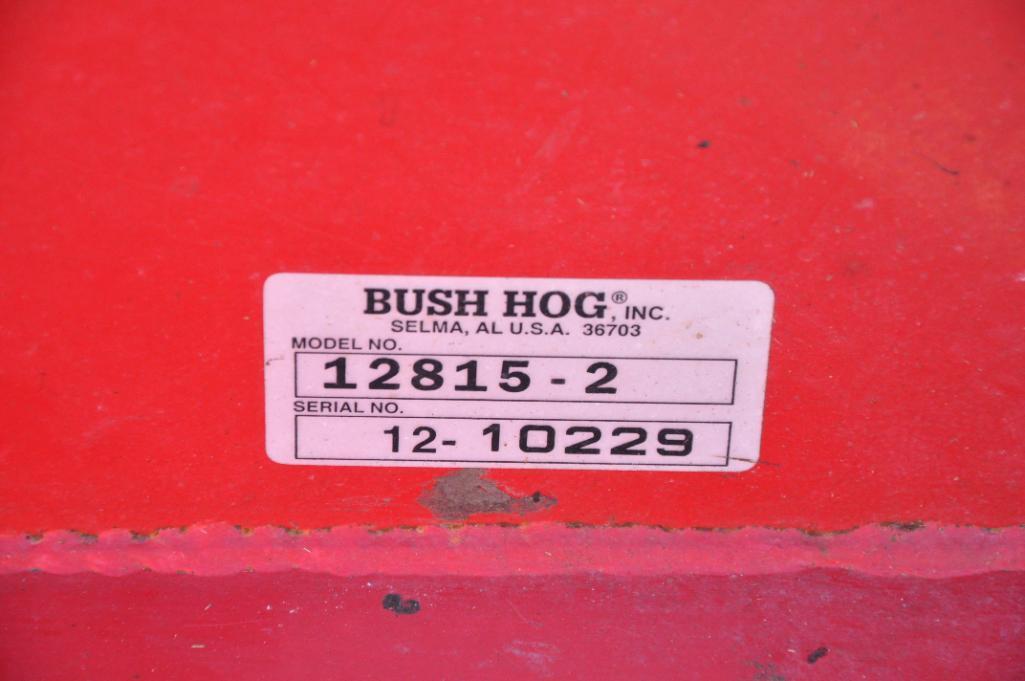 BUSH HOG®, INC.
SELMA, AL U.S.A. 36703
MODEL NO.
12815-2
SERIAL NO.
12-10229